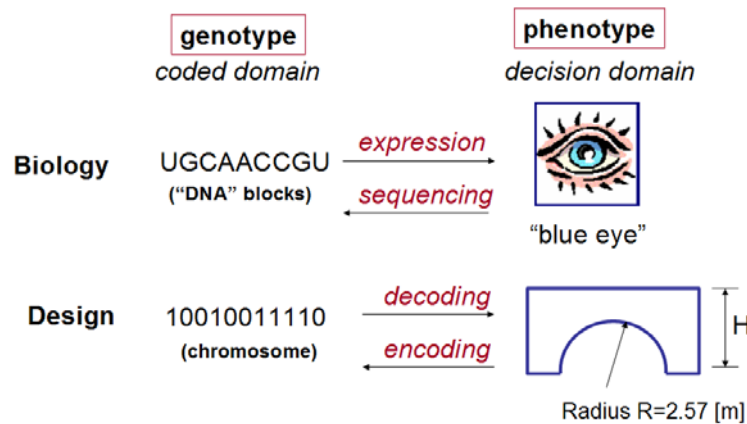 genotype
phenotype
coded domain
decision domain
Biology
UGCAACCGU
("DNA" blocks)
expression
sequencing
“blue eye”
Design
10010011110
(chromosome)
decoding
encoding
H
Radius R=2.57 [m]